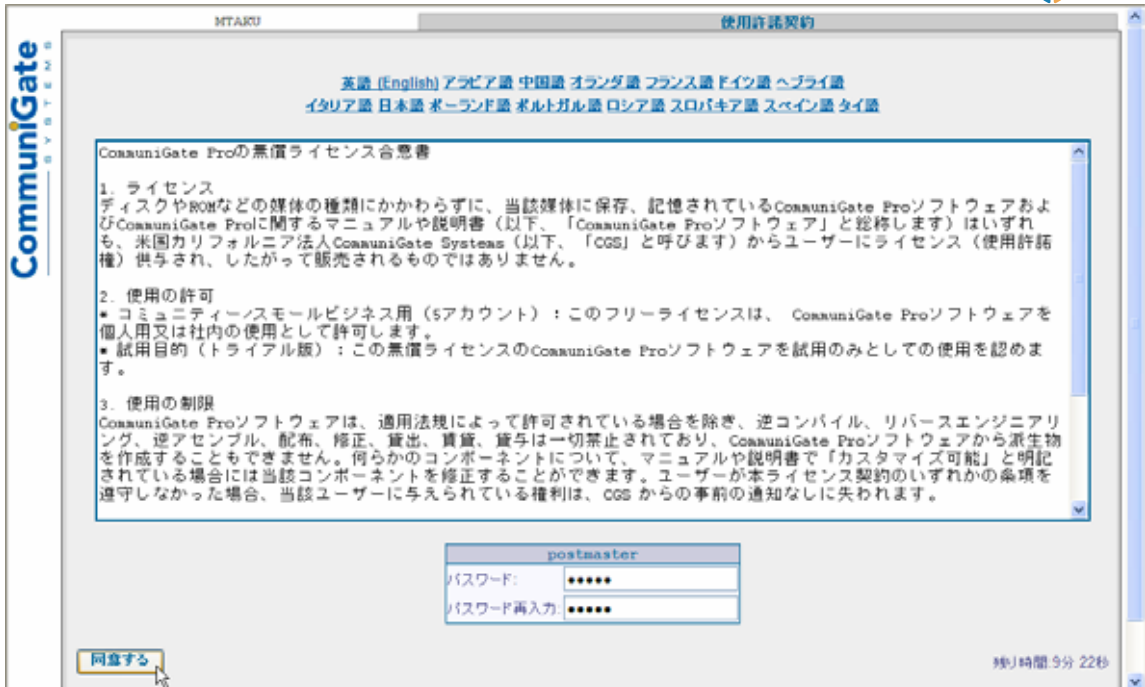 MTAKU
使用許諾契約
CommuniGate
SYSTEMS
英語 (English) アラビア語 中国語 オランダ語 フランス語 ドイツ語 ヘブライ語
イタリア語 日本語 ポーランド語 ポルトガル語 ロシア語 スロバキア語 スペイン語 タイ語
CommuniGate Proの無償ライセンス合意書
1. ライセンス
ディスクやROMなどの媒体の種類にかかわらずに、当該媒体に保存、記憶されているCommuniGate Proソフトウェアおよ
びCommuniGate Proに関するマニュアルや説明書（以下、「CommuniGate Proソフトウェア」と総称します）はいずれ
も、米国カリフォルニア法人CommuniGate Systems（以下、「CGS」と呼びます）からユーザーにライセンス（使用許諾
権）供与され、したがって販売されるものではありません。
2. 使用の許可
• コミュニティー/スモールビジネス用（5アカウント）：このフリーライセンスは、 CommuniGate Proソフトウェアを
個人用又は社内の使用として許可します。
• 試用目的（トライアル版）：この無償ライセンスのCommuniGate Proソフトウェアを試用のみとしての使用を認めま
す。
3. 使用の制限
CommuniGate Proソフトウェアは、適用法規によって許可されている場合を除き、逆コンパイル、リバースエンジニアリ
ング、逆アセンブル、配布、修正、貸出、賃貸、貸与は一切禁止されており、CommuniGate Proソフトウェアから派生物
を作成することもできません。何らかのコンポーネントについて、マニュアルや説明書で「カスタマイズ可能」と明記
されている場合には当該コンポーネントを修正することができます。ユーザーが本ライセンス契約のいずれかの条項を
遵守しなかった場合、当該ユーザーに与えられている権利は、CGS からの事前の通知なしに失われます。
postmaster
パスワード: •••••
パスワード再入力: •••••
同意する
残り時間:9分 22秒